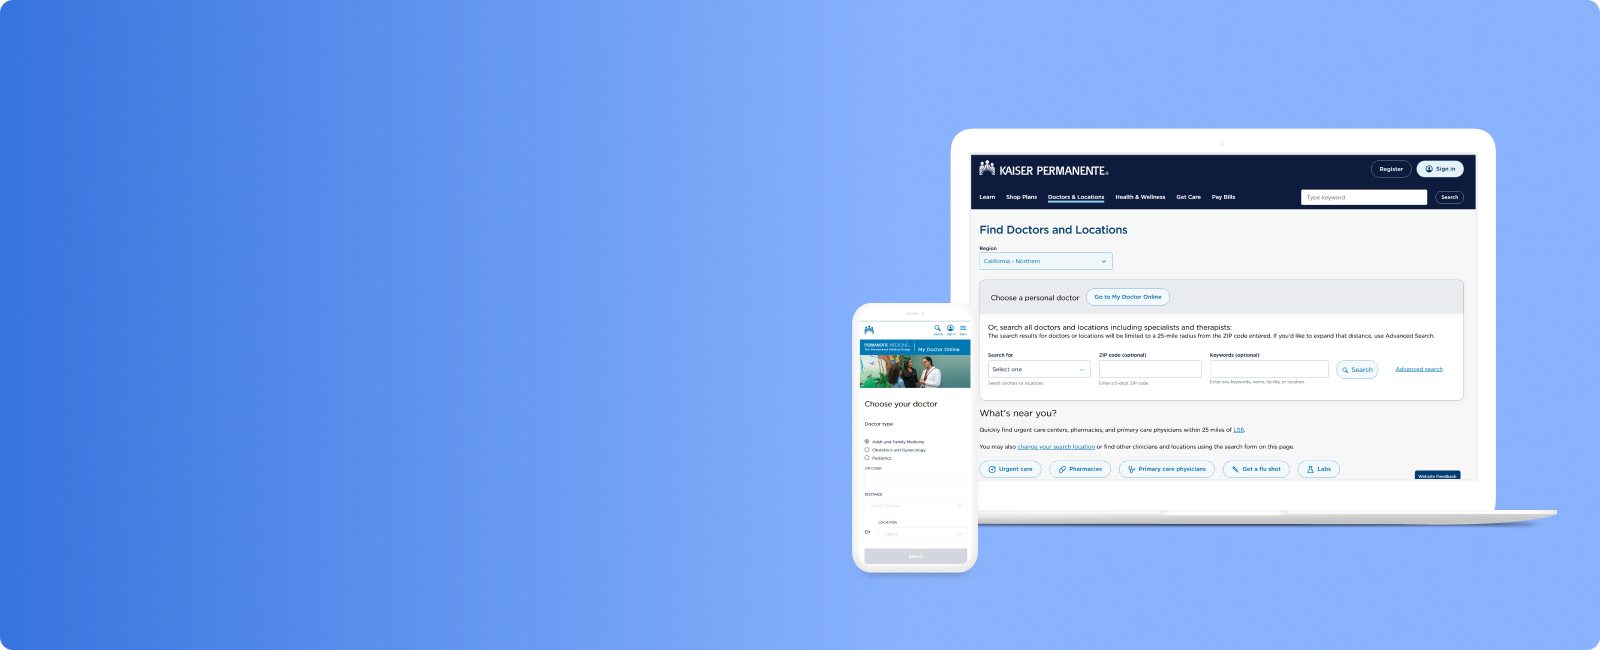 KAISER PERMANENTE®
Register
Sign in
Learn Shop Plans Doctors & Locations Health & Wellness Get Care Pay Bills
Type keyword
Search
Find Doctors and Locations
Region
California - Northern
Choose a personal doctor
Go to My Doctor Online
Or, search all doctors and locations including specialists and therapists:
The search results for doctors or locations will be limited to a 25-mile radius from the ZIP code entered. If you'd like to expand that distance, use Advanced Search.
Search for
ZIP code (optional)
Keywords (optional)
Select one
Search
Advanced search
Select doctors or locations.
Enter a 5-digit ZIP code.
Enter any keywords, name, facility, or location.
What's near you?
Quickly find urgent care centers, pharmacies, and primary care physicians within 25 miles of
You may also change your search location or find other clinicians and locations using the search form on this page.
Urgent care
Pharmacies
Primary care physicians
Get a flu shot
Labs
Website Feedback
Search Sign in Menu
PERMANENTE MEDICINE®
The Permanente Medical Group
My Doctor Online
Choose your doctor
Doctor type
Adult and Family Medicine
Obstetrics and Gynecology
Pediatrics
ZIP CODE
DISTANCE
LOCATION
Or
Select
Search